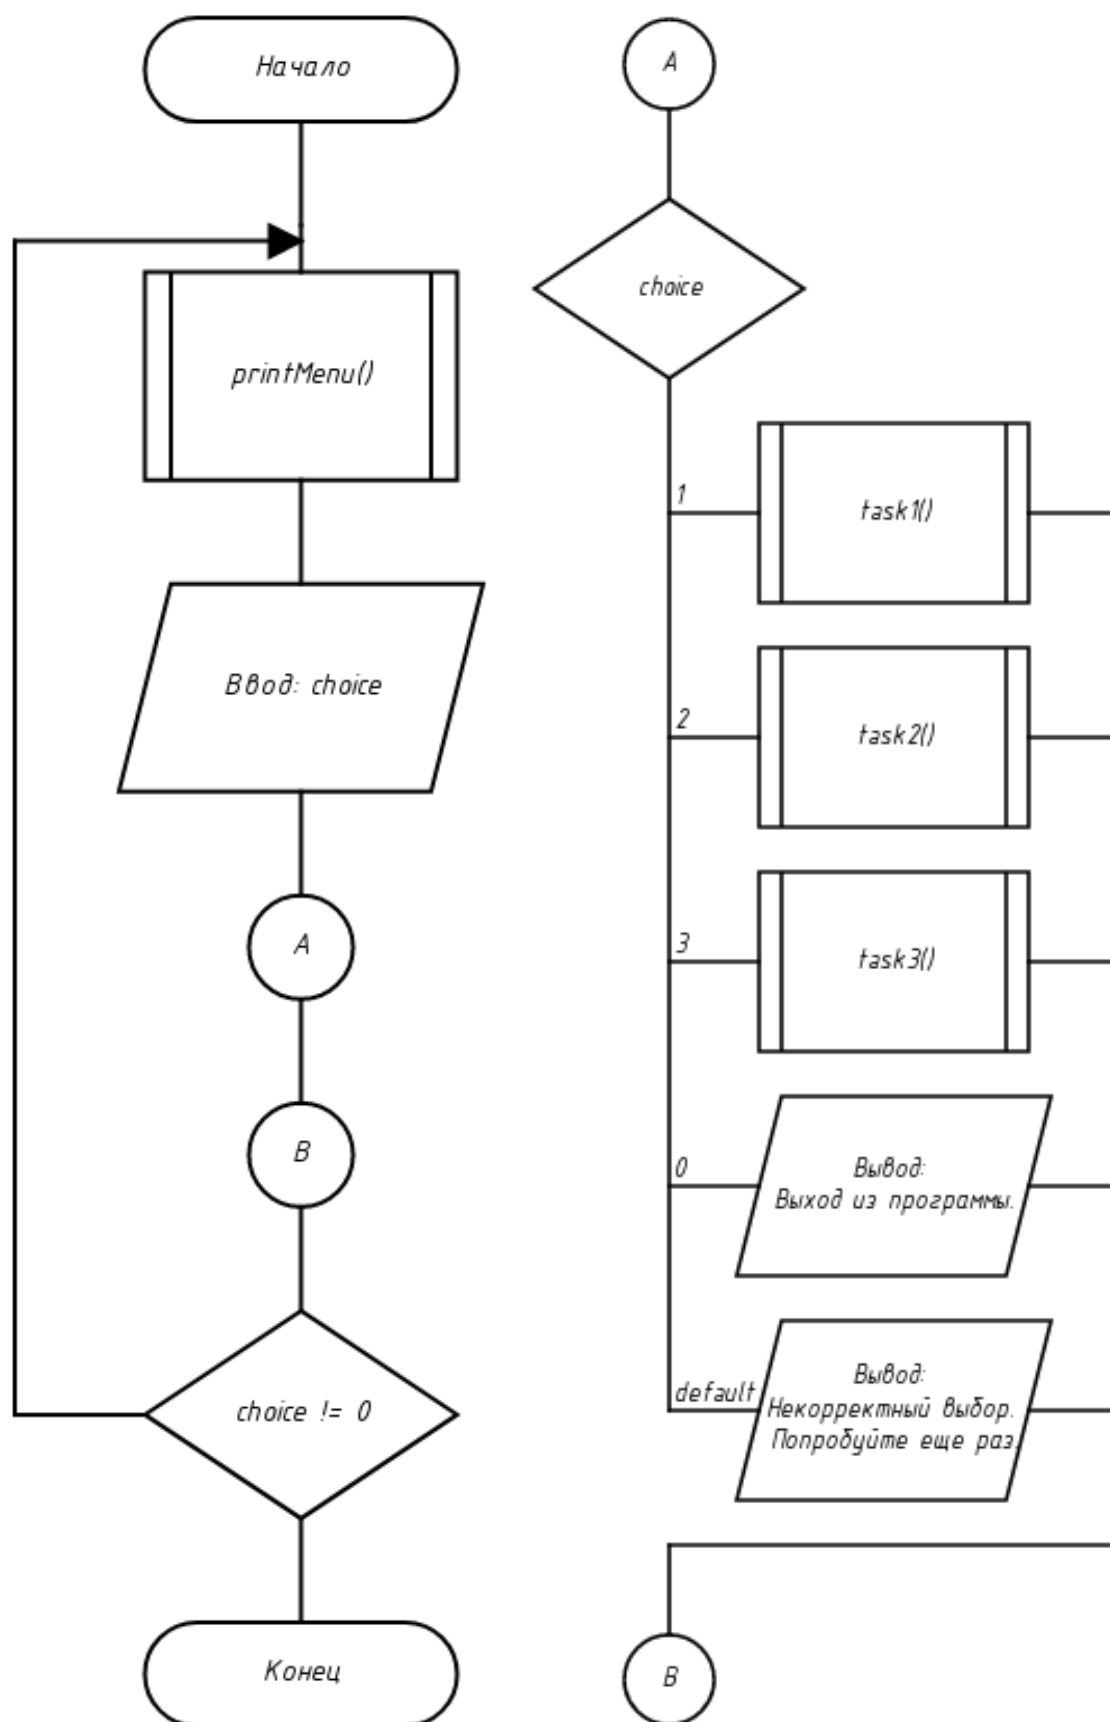 Начало
printMenu()
Ввод: choice
A
B
choice != 0
Конец
A
choice
1
task1()
2
task2()
3
task3()
0
Вывод:
Выход из программы.
default
Вывод:
Некорректный выбор.
Попробуйте еще раз.
B